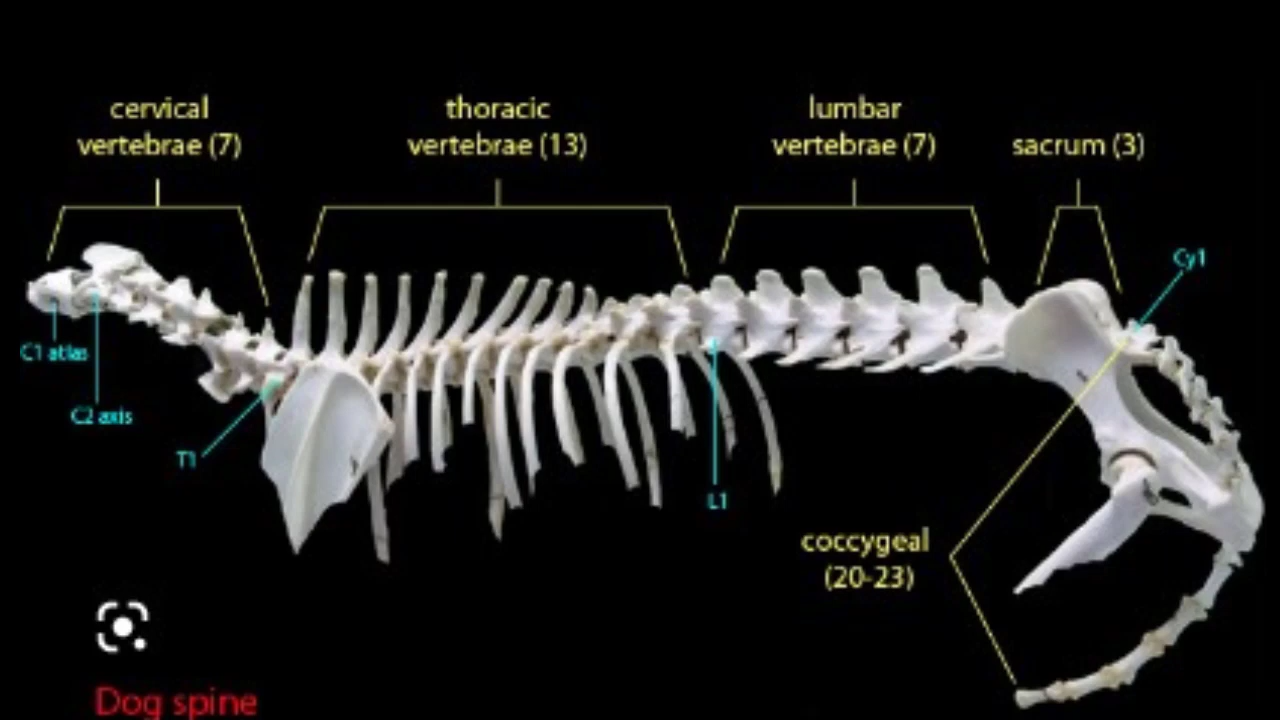 cervical
vertebrae (7)
thoracic
vertebrae (13)
lumbar
vertebrae (7)
sacrum (3)
Cy1
C1 atlas
C2 axis
T1
L1
coccygeal
(20-23)
Dog spine